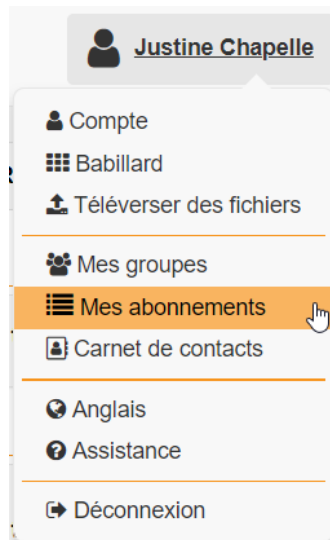 Justine Chapelle
Compte
Babillard
Téléverser des fichiers
Mes groupes
Mes abonnements
Carnet de contacts
Anglais
Assistance
Déconnexion